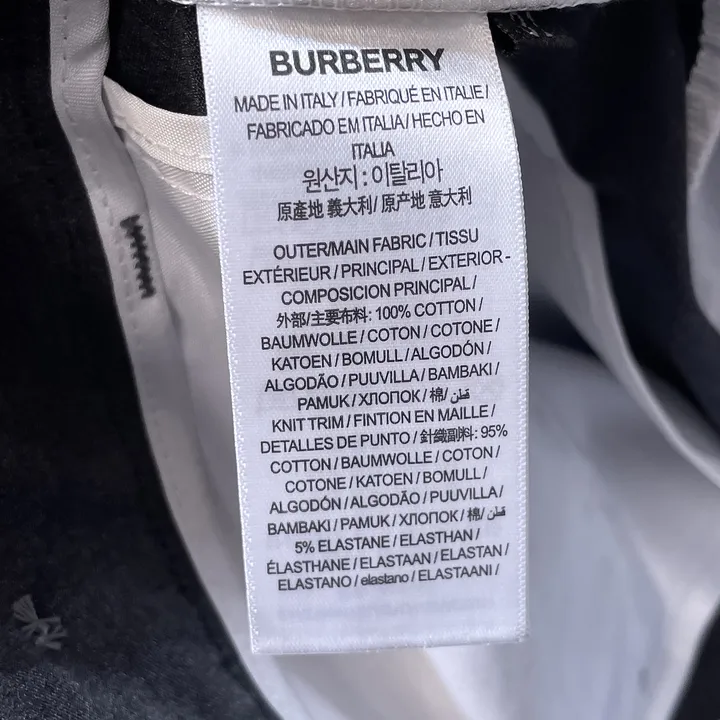 BURBERRY
MADE IN ITALY / FABRIQUÉ EN ITALIE /
FABRICADO EM ITALIA / HECHO EN
ITALIA
원산지 : 이탈리아
原產地 義大利 / 原产地 意大利
OUTER/MAIN FABRIC / TISSU
EXTÉRIEUR / PRINCIPAL / EXTERIOR -
COMPOSICION PRINCIPAL /
外部/主要布料: 100% COTTON /
BAUMWOLLE / COTON / COTONE /
KATOEN / BOMULL / ALGODÓN /
ALGODÃO / PUUVILLA / BAMBAKI /
PAMUK / ХЛОПОК / 棉/ قطن /
KNIT TRIM / FINTION EN MAILLE /
DETALLES DE PUNTO / 針織副料: 95%
COTTON / BAUMWOLLE / COTON /
COTONE / KATOEN / BOMULL /
ALGODÓN / ALGODÃO / PUUVILLA /
BAMBAKI / PAMUK / ХЛОПОК / 棉/ قطن
5% ELASTANE / ELASTHAN /
ÉLASTHANE / ELASTAAN / ELASTAN /
ELASTANO / elastano / ELASTAANI /